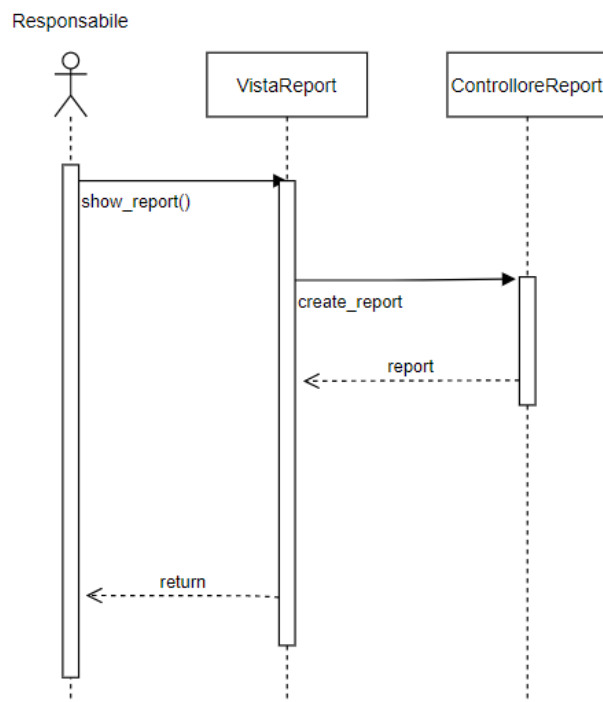 Responsabile
VistaReport
ControlloreReport
show_report()
create_report
report
return